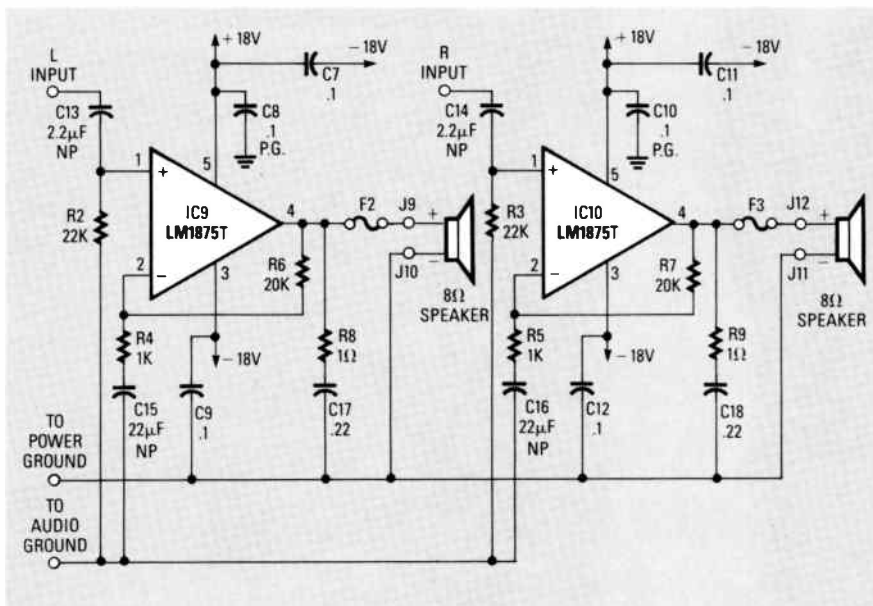 L
INPUT
C13
2.2µF
NP
R2
22K
1
+
5
IC9
LM1875T
2
−
3
4
+18V
−18V
C7
.1
C8
.1
P.G.
F2
J9
+
J10
−
8Ω
SPEAKER
R6
20K
R4
1K
C15
22µF
NP
−18V
C9
.1
R8
1Ω
C17
.22
R
INPUT
C14
2.2µF
NP
R3
22K
1
+
5
IC10
LM1875T
2
−
3
4
+18V
−18V
C11
.1
C10
.1
P.G.
F3
J12
+
J11
−
8Ω
SPEAKER
R7
20K
R5
1K
C16
22µF
NP
−18V
C12
.1
R9
1Ω
C18
.22
TO
POWER
GROUND
TO
AUDIO
GROUND